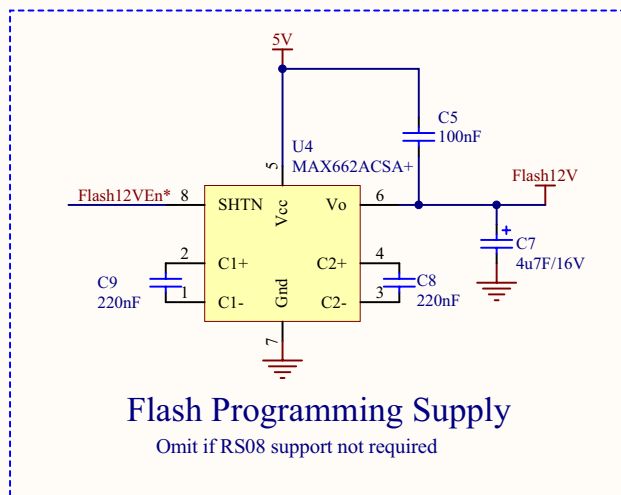 5V
C5
100nF
U4
MAX662ACSA+
Flash12V
Flash12VEn*
8
SHTN
5
Vcc
Vo
6
C7
4u7F/16V
+
C9
220nF
2
C1+
C2+
4
C8
220nF
1
C1-
Gnd
C2-
3
7
Flash Programming Supply
Omit if RS08 support not required